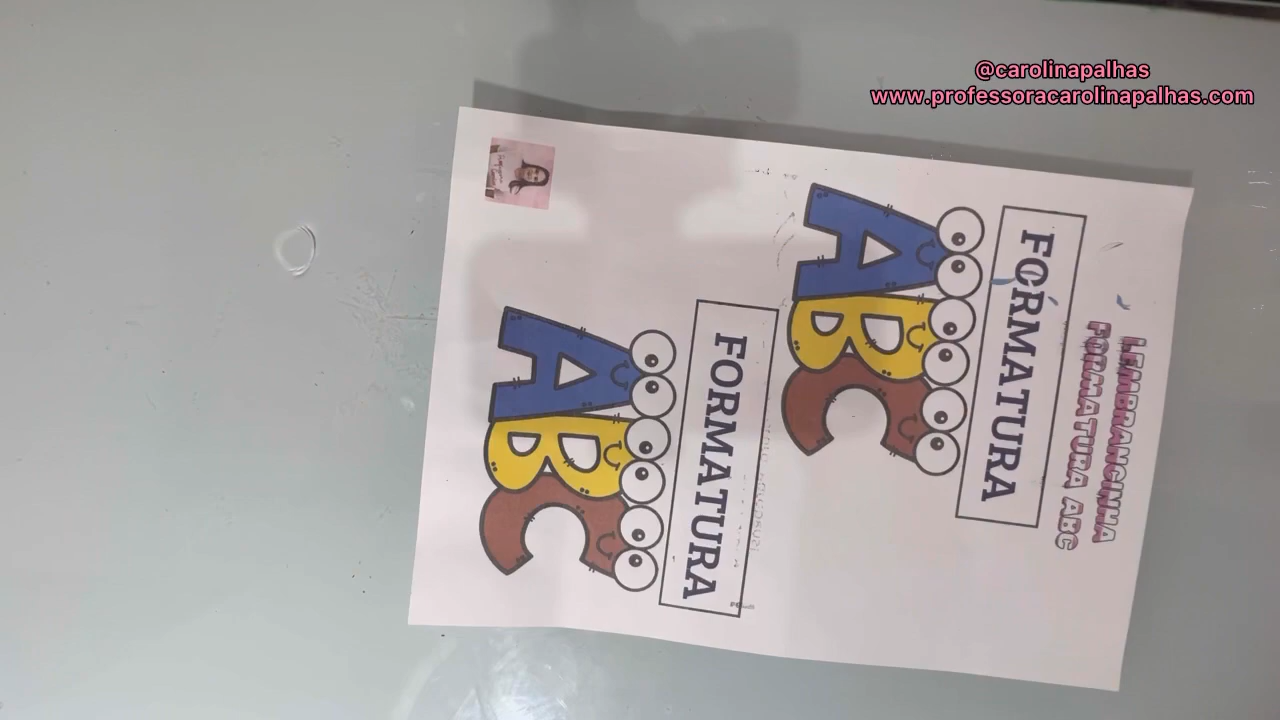 @carolinapalhas
www.professoracarolinapalhas.com
LEMBRANCINHA
FORMATURA ABC
FORMATURA
ABC
FORMATURA
ABC